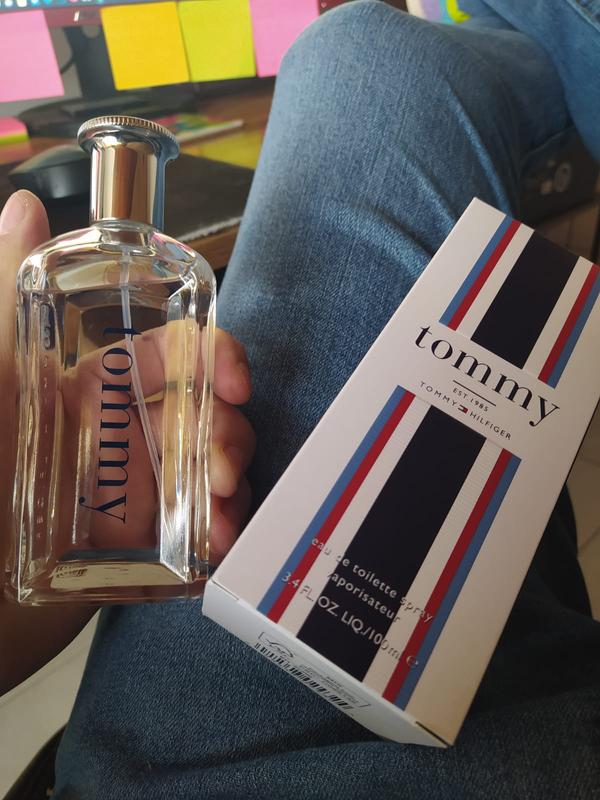 tommy
tommy
EST. 1985
TOMMY HILFIGER
eau de toilette spray
vaporisateur
3.4 FL. OZ. LIQ./100 ml e